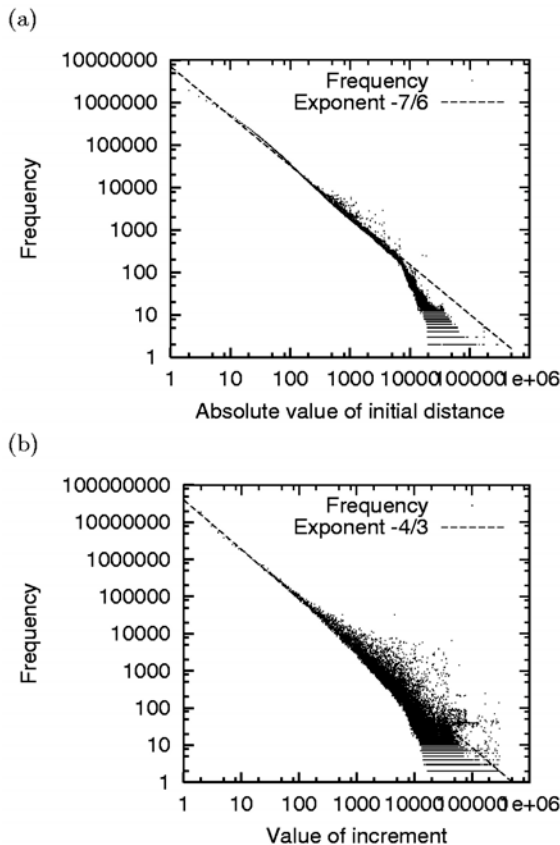 (a)
10000000
1000000
100000
10000
1000
100
10
1
Frequency
Frequency
Exponent -7/6
1 10 100 1000 10000 100000 1e+06
Absolute value of initial distance
(b)
100000000
10000000
1000000
100000
10000
1000
100
10
1
Frequency
Frequency
Exponent -4/3
1 10 100 1000 10000 100000 1e+06
Value of increment